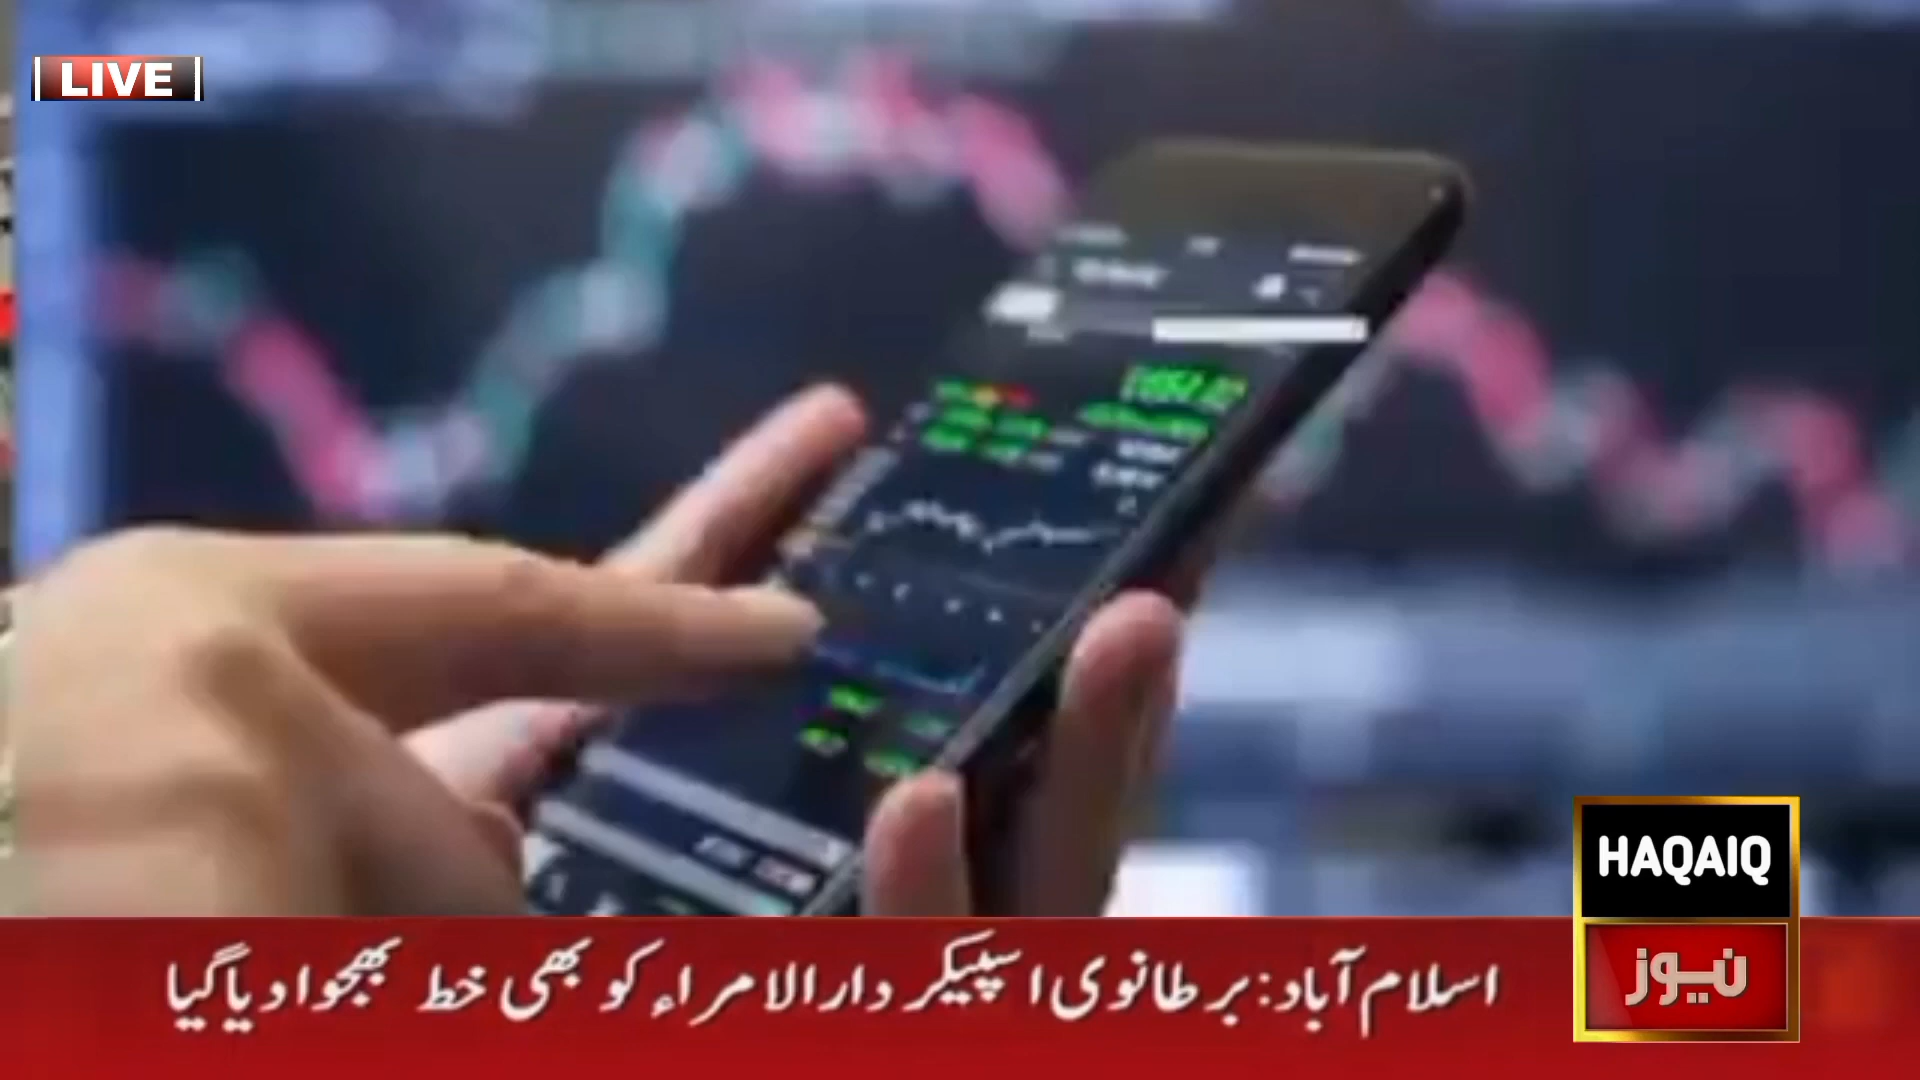 LIVE
HAQAIQ
نیوز
اسلام آباد: برطانوی اسپیکر دارالامراء کو بھی خط بھجوا دیا گیا